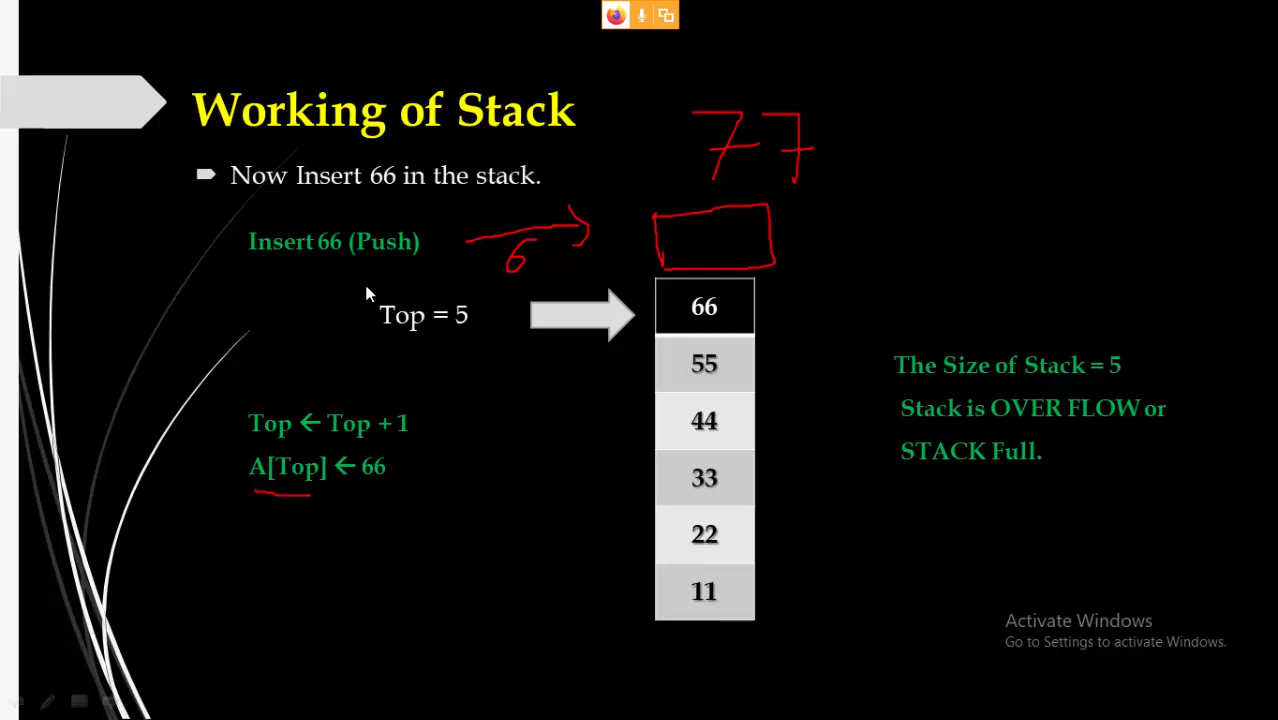 Working of Stack
77
Now Insert 66 in the stack.
Insert 66 (Push)
6
Top = 5
66
55
44
33
22
11
The Size of Stack = 5
Stack is OVER FLOW or
STACK Full.
Top ← Top + 1
A[Top] ← 66
Activate Windows
Go to Settings to activate Windows.